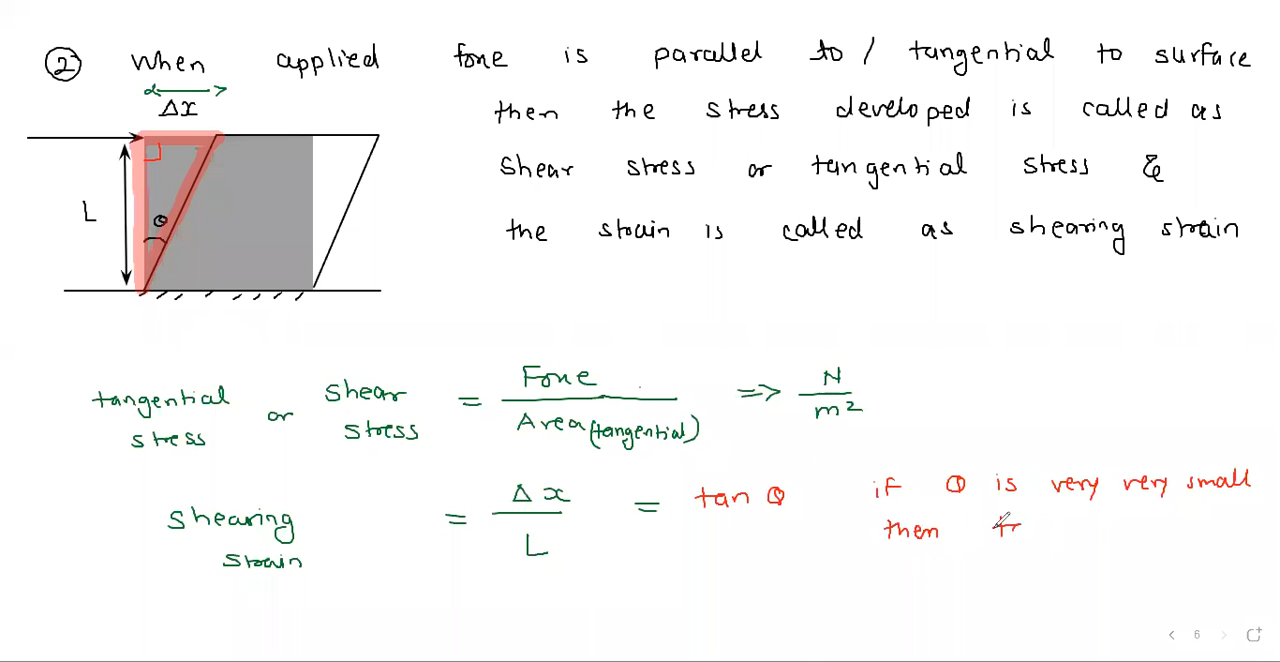 ② When applied force is parallel to / tangential to surface
Δx
then the stress developed is called as
shear stress or tangential stress &
L
θ
the strain is called as shearing strain
tangential stress or shear stress = Force / Area (tangential) => N / m²
shearing strain = Δx / L = tan θ
if θ is very very small
then
6